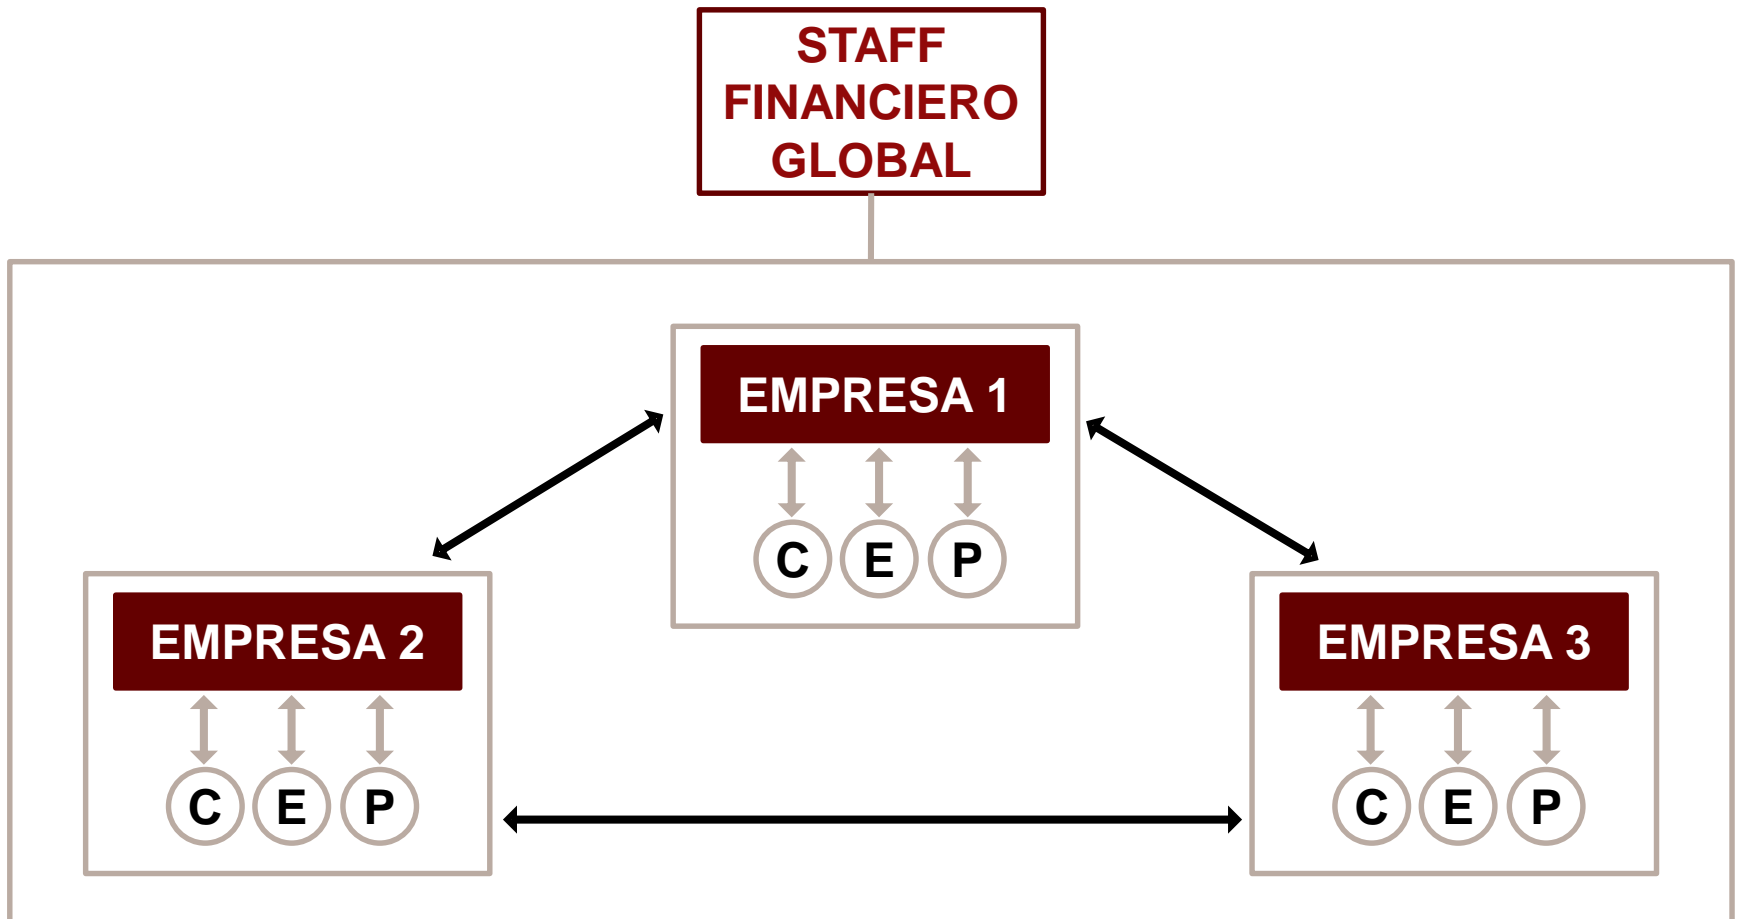 STAFF
FINANCIERO
GLOBAL
EMPRESA 1
C E P
EMPRESA 2
C E P
EMPRESA 3
C E P